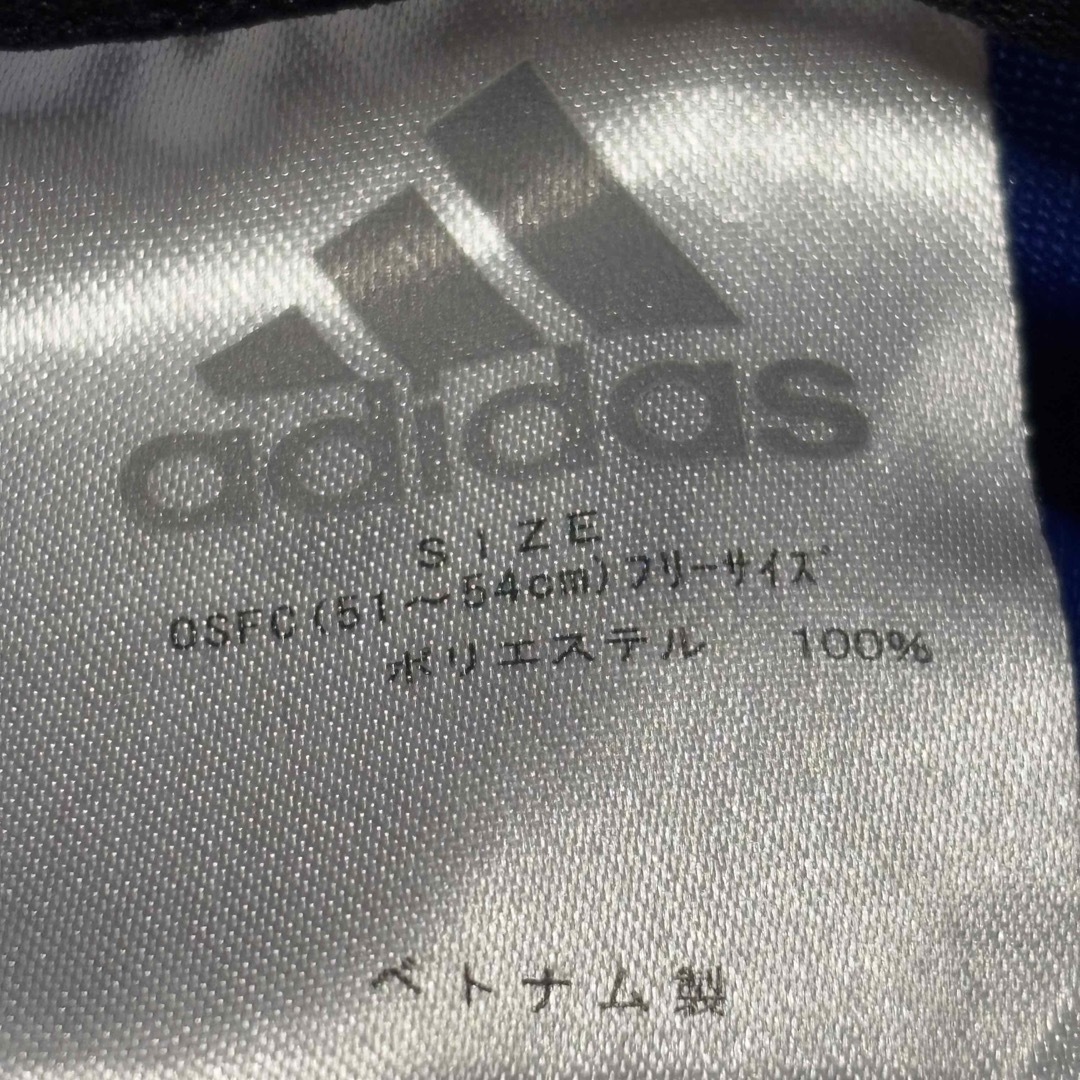 adidas
SIZE
OSFC(51～54cm)フリーサイズ
ポリエステル 100%
ベトナム製